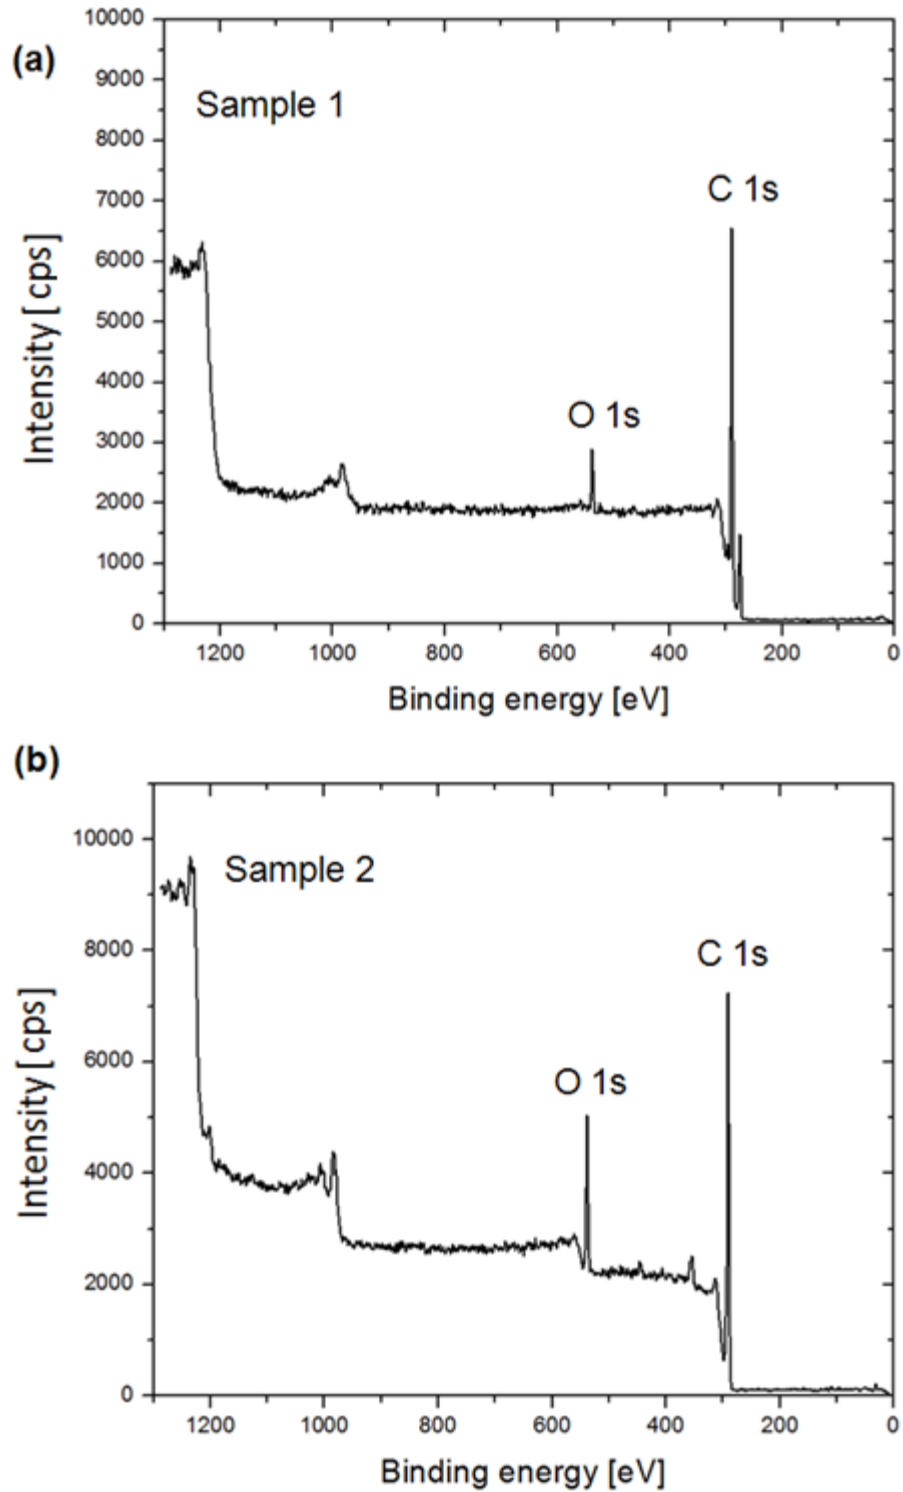 (a)
Sample 1
C 1s
O 1s
Intensity [cps]
10000
9000
8000
7000
6000
5000
4000
3000
2000
1000
0
1200 1000 800 600 400 200 0
Binding energy [eV]
(b)
Sample 2
C 1s
O 1s
Intensity [cps]
10000
8000
6000
4000
2000
0
1200 1000 800 600 400 200 0
Binding energy [eV]